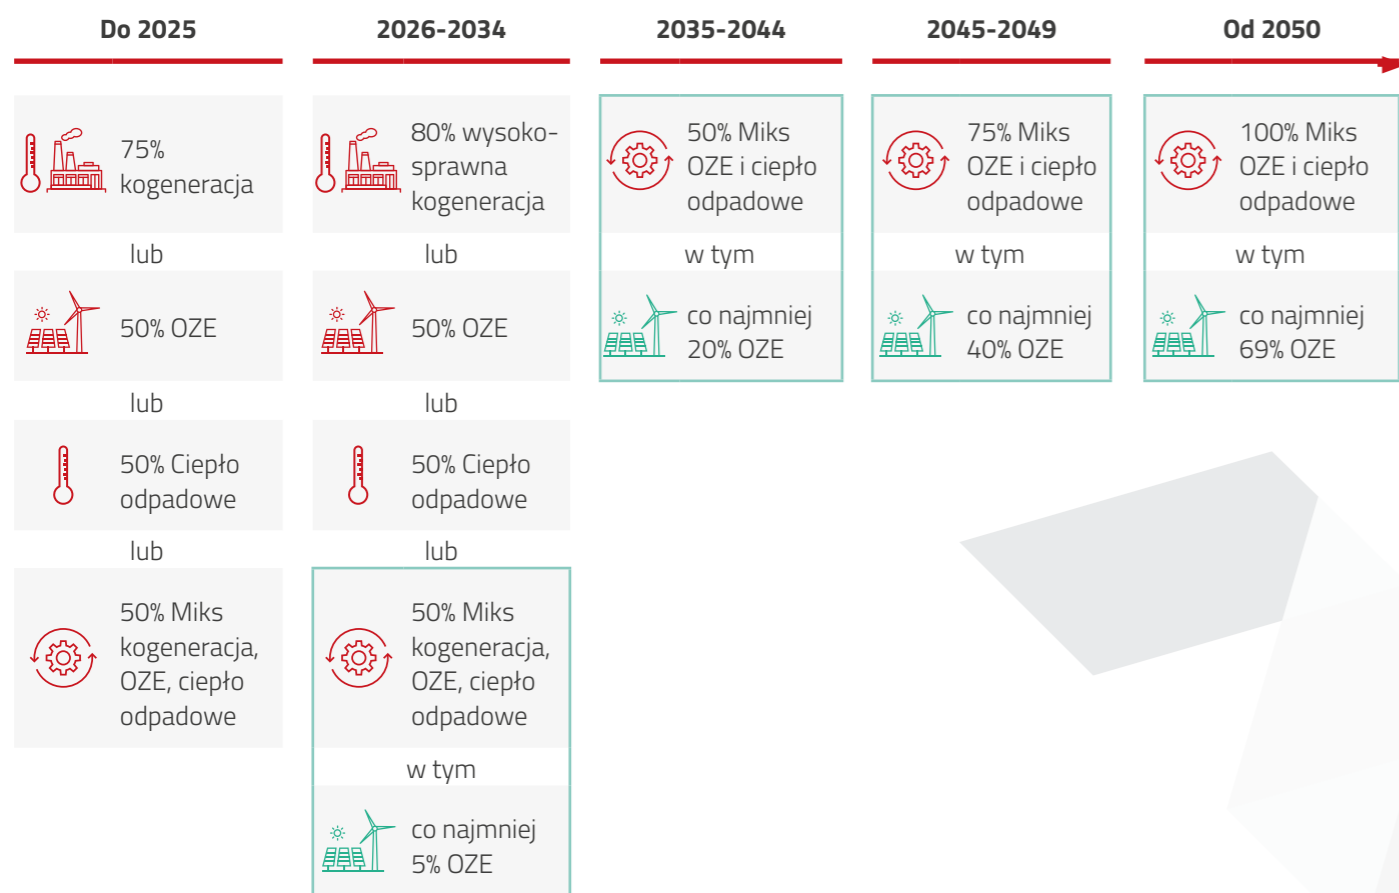 Do 2025
75%
kogeneracja
lub
50% OZE
lub
50% Ciepło
odpadowe
lub
50% Miks
kogeneracja,
OZE, ciepło
odpadowe
2026-2034
80% wysoko-
sprawna
kogeneracja
lub
50% OZE
lub
50% Ciepło
odpadowe
lub
50% Miks
kogeneracja,
OZE, ciepło
odpadowe
w tym
co najmniej
5% OZE
2035-2044
50% Miks
OZE i ciepło
odpadowe
w tym
co najmniej
20% OZE
2045-2049
75% Miks
OZE i ciepło
odpadowe
w tym
co najmniej
40% OZE
Od 2050
100% Miks
OZE i ciepło
odpadowe
w tym
co najmniej
69% OZE